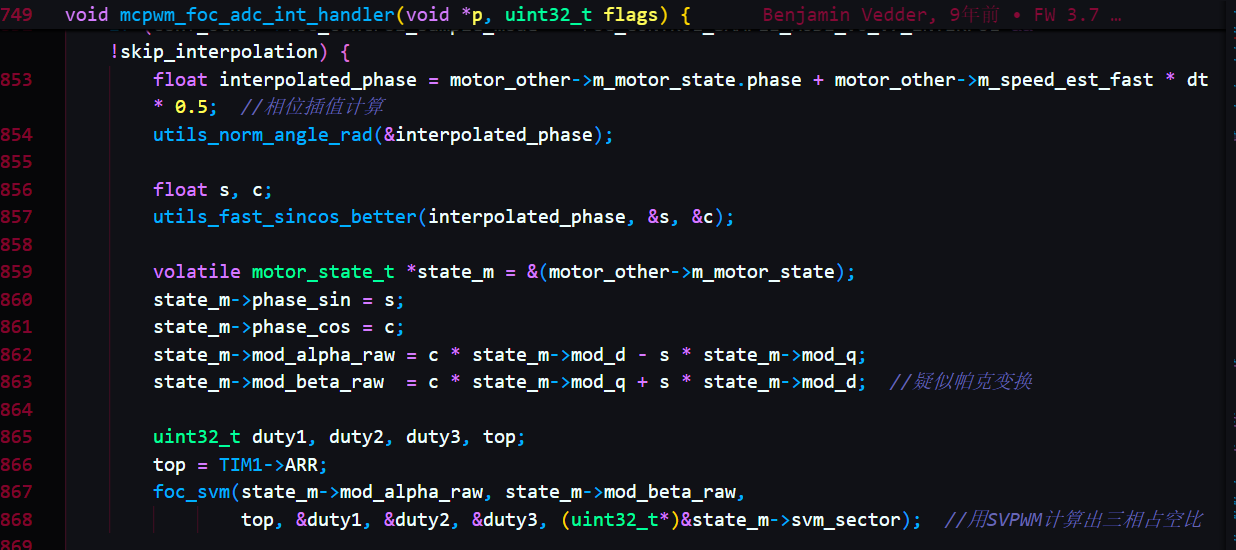 749 void mcpwm_foc_adc_int_handler(void *p, uint32_t flags) { Benjamin Vedder, 9年前 • FW 3.7 …
!skip_interpolation) {
853 float interpolated_phase = motor_other->m_motor_state.phase + motor_other->m_speed_est_fast * dt
* 0.5; //相位插值计算
854 utils_norm_angle_rad(&interpolated_phase);
855
856 float s, c;
857 utils_fast_sincos_better(interpolated_phase, &s, &c);
858
859 volatile motor_state_t *state_m = &(motor_other->m_motor_state);
860 state_m->phase_sin = s;
861 state_m->phase_cos = c;
862 state_m->mod_alpha_raw = c * state_m->mod_d - s * state_m->mod_q;
863 state_m->mod_beta_raw  = c * state_m->mod_q + s * state_m->mod_d; //疑似帕克变换
864
865 uint32_t duty1, duty2, duty3, top;
866 top = TIM1->ARR;
867 foc_svm(state_m->mod_alpha_raw, state_m->mod_beta_raw,
868 top, &duty1, &duty2, &duty3, (uint32_t*)&state_m->svm_sector); //用SVPWM计算出三相占空比
869